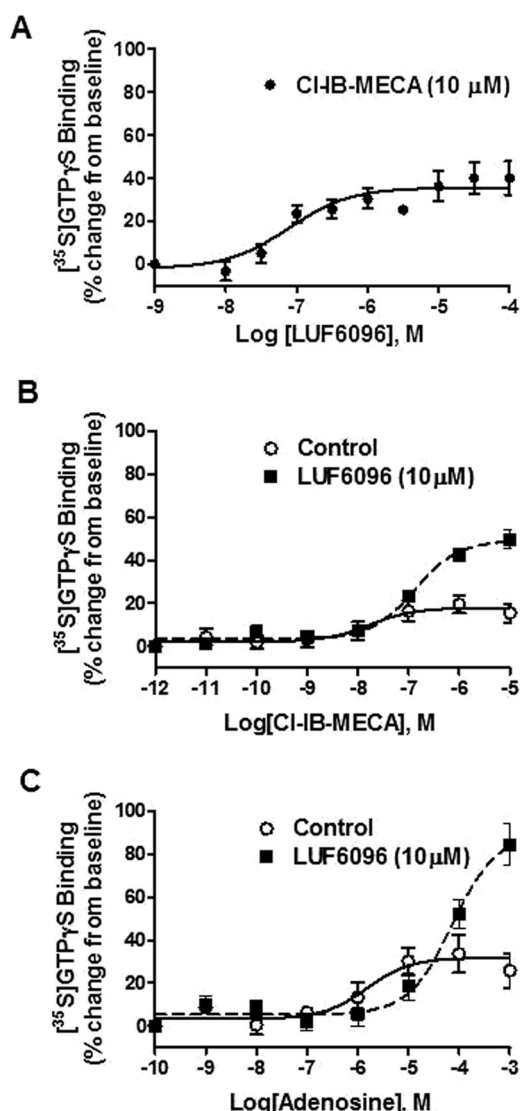 A
[³⁵S]GTPγS Binding
(% change from baseline)
100
80
60
40
20
0
Cl-IB-MECA (10 μM)
-9 -8 -7 -6 -5 -4
Log [LUF6096], M
B
[³⁵S]GTPγS Binding
(% change from baseline)
100
80
60
40
20
0
Control
LUF6096 (10μM)
-12 -11 -10 -9 -8 -7 -6 -5
Log[Cl-IB-MECA], M
C
[³⁵S]GTPγS Binding
(% change from baseline)
100
80
60
40
20
0
Control
LUF6096 (10μM)
-10 -9 -8 -7 -6 -5 -4 -3
Log[Adenosine], M